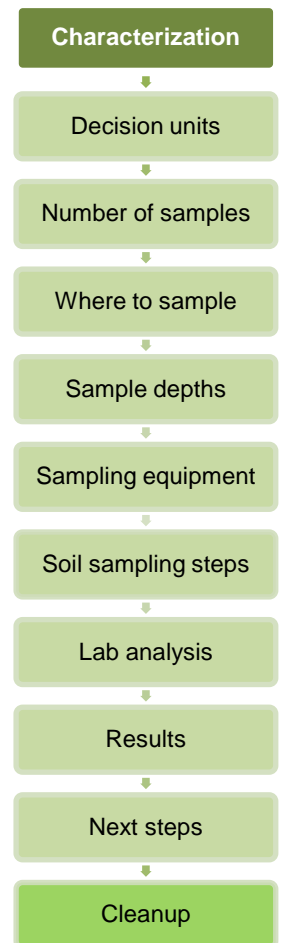 Characterization
Decision units
Number of samples
Where to sample
Sample depths
Sampling equipment
Soil sampling steps
Lab analysis
Results
Next steps
Cleanup